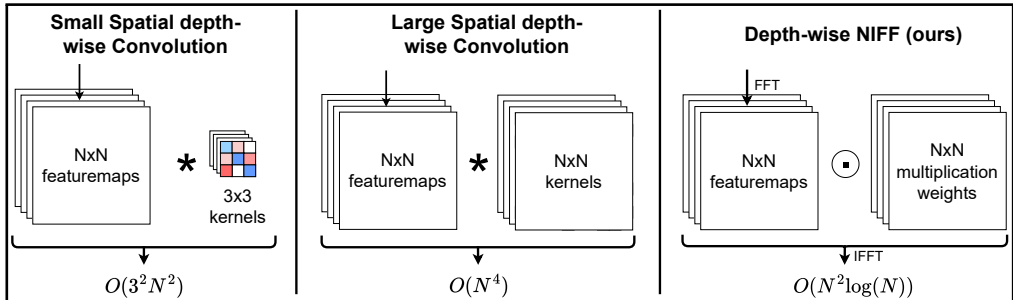 Small Spatial depth-
wise Convolution
NxN
featuremaps
*
3x3
kernels
O(3²N²)
Large Spatial depth-
wise Convolution
NxN
featuremaps
*
NxN
kernels
O(N⁴)
Depth-wise NIFF (ours)
FFT
NxN
featuremaps
NxN
multiplication
weights
IFFT
O(N²log(N))